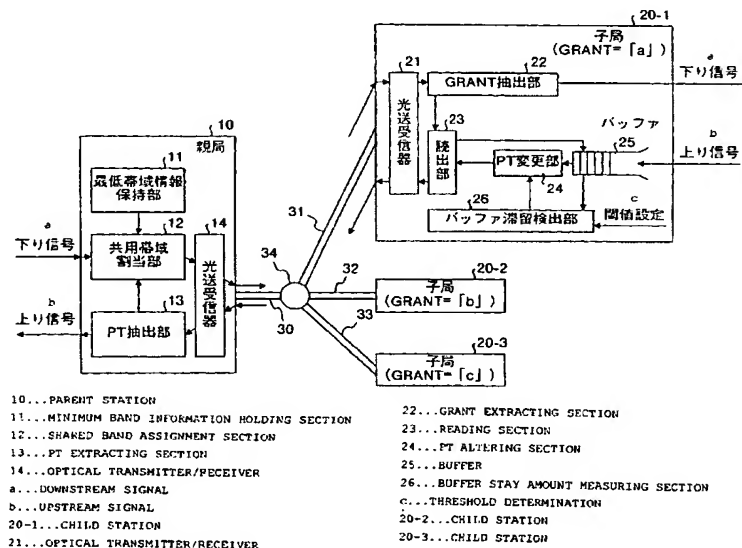 20-1
子局
(GRANT=「a」)
21
22
GRANT抽出部
a
下り信号
光送受信器
23
読出部
PT変更部
24
バッファ
25
b
上り信号
26
バッファ滞留検出部
c
閾値設定
10
親局
11
最低帯域情報
保持部
a
下り信号
12
共用帯域
割当部
14
光送受信器
b
上り信号
13
PT抽出部
31
34
32
30
33
20-2
子局
(GRANT=「b」)
20-3
子局
(GRANT=「c」)
10...PARENT STATION
11...MINIMUM BAND INFORMATION HOLDING SECTION
12...SHARED BAND ASSIGNMENT SECTION
13...PT EXTRACTING SECTION
14...OPTICAL TRANSMITTER/RECEIVER
a...DOWNSTREAM SIGNAL
b...UPSTREAM SIGNAL
20-1...CHILD STATION
21...OPTICAL TRANSMITTER/RECEIVER
22...GRANT EXTRACTING SECTION
23...READING SECTION
24...PT ALTERING SECTION
25...BUFFER
26...BUFFER STAY AMOUNT MEASURING SECTION
c...THRESHOLD DETERMINATION
20-2...CHILD STATION
20-3...CHILD STATION